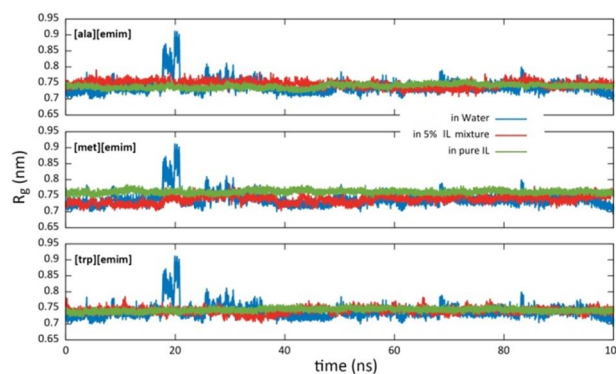 0.95
[ala][emim]
0.9
0.85
0.8
0.75
0.7
0.65
in Water
in 5% IL mixture
in pure IL
0.95
[met][emim]
0.9
0.85
0.8
0.75
0.7
0.65
Rg (nm)
0.95
[trp][emim]
0.9
0.85
0.8
0.75
0.7
0.65
0 20 40 60 80 100
time (ns)